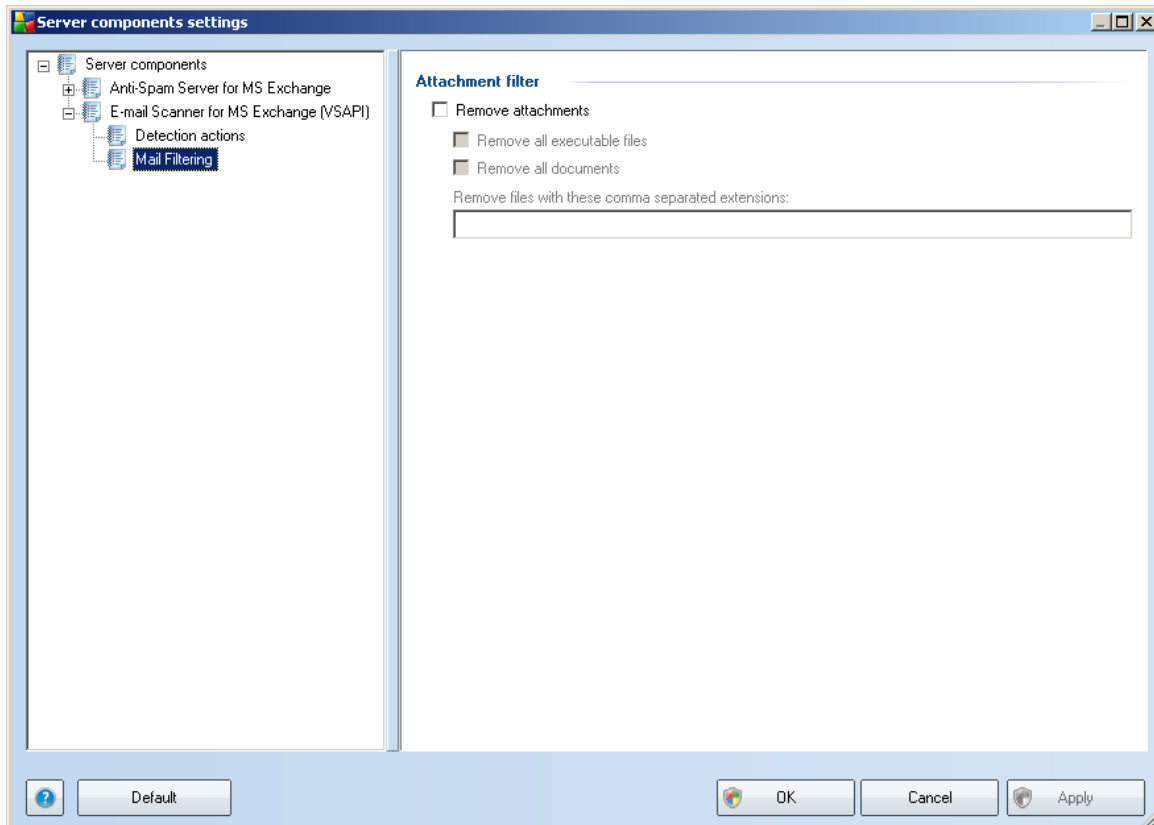 Server components settings
Server components
Anti-Spam Server for MS Exchange
E-mail Scanner for MS Exchange (VSAPI)
Detection actions
Mail Filtering
Attachment filter
Remove attachments
Remove all executable files
Remove all documents
Remove files with these comma separated extensions:
Default
OK
Cancel
Apply